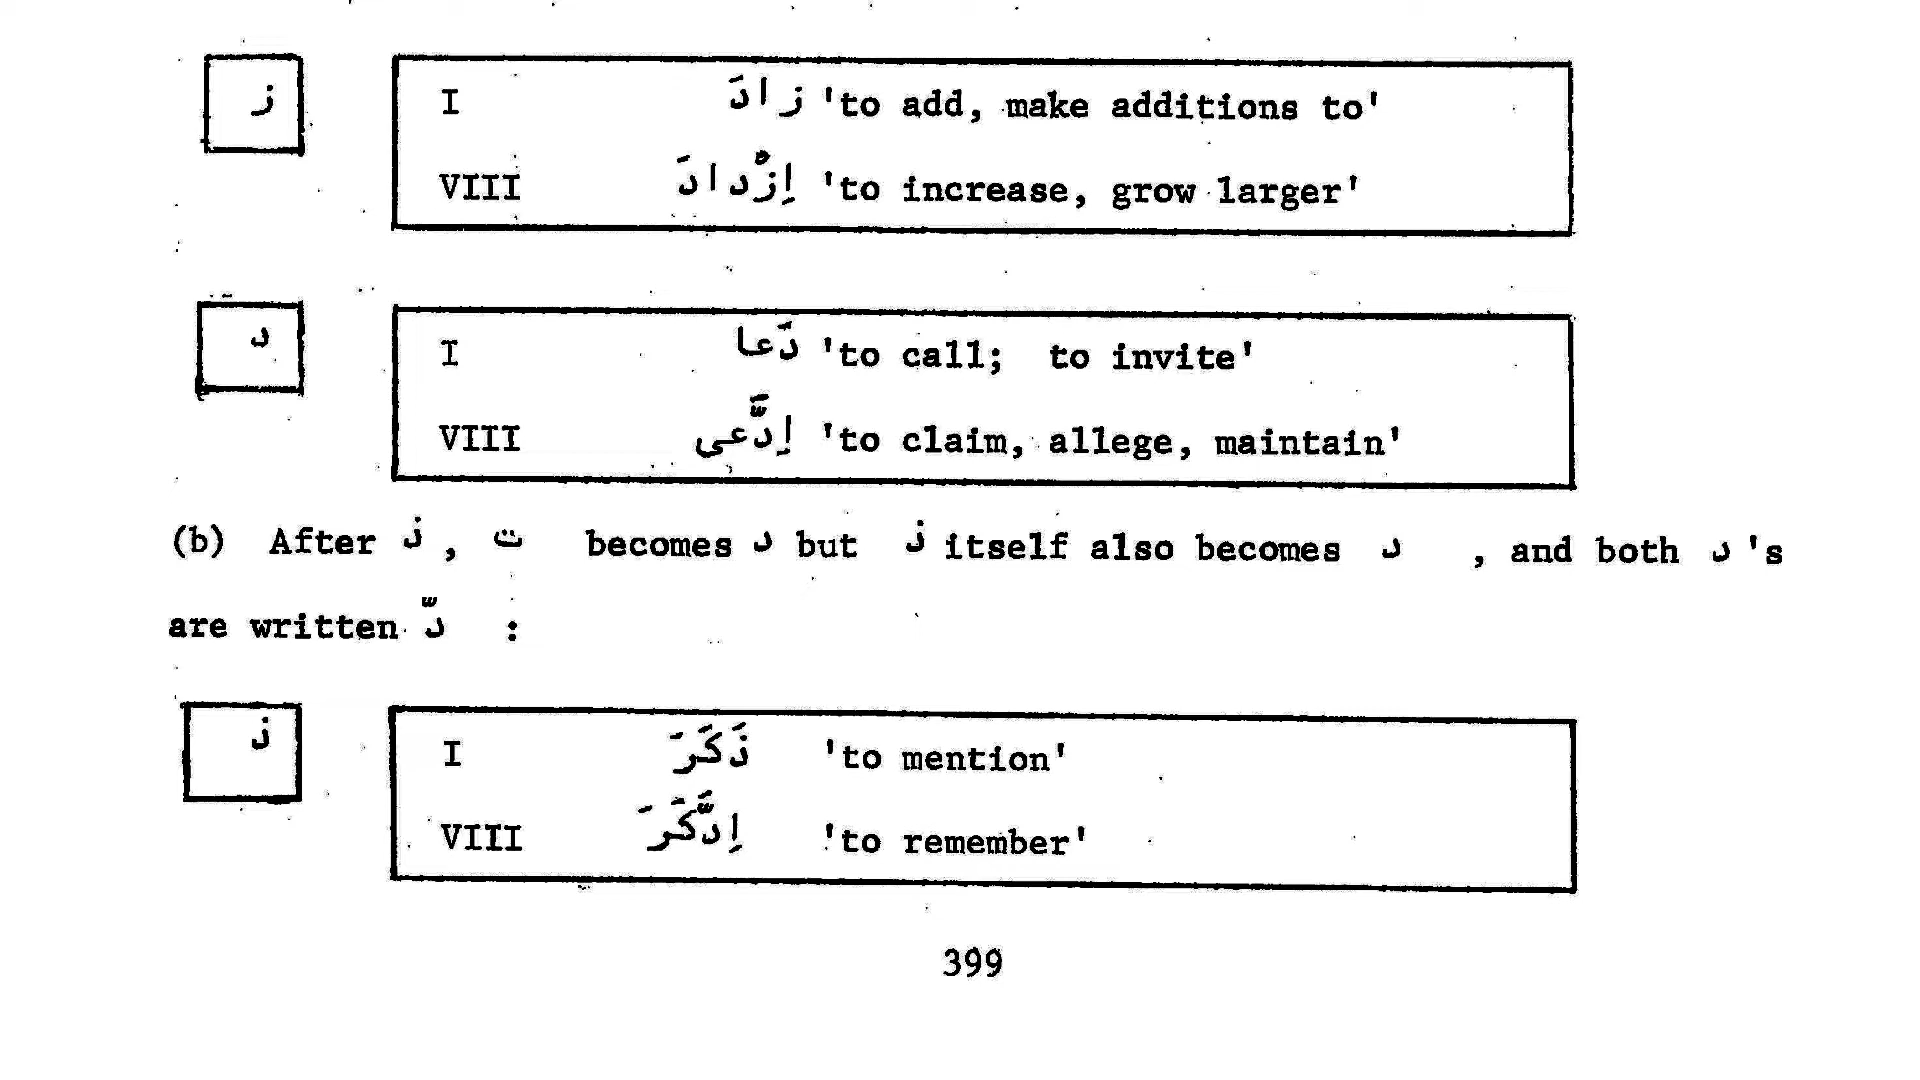 ز
I زادَ 'to add, make additions to'
VIII اِزْدادَ 'to increase, grow larger'
د
I دَعا 'to call; to invite'
VIII اِدَّعى 'to claim, allege, maintain'
(b) After ذ , ت becomes د but ذ itself also becomes د , and both د 's
are written دّ :
ذ
I ذَكَرَ 'to mention'
VIII اِدَّكَرَ 'to remember'
399